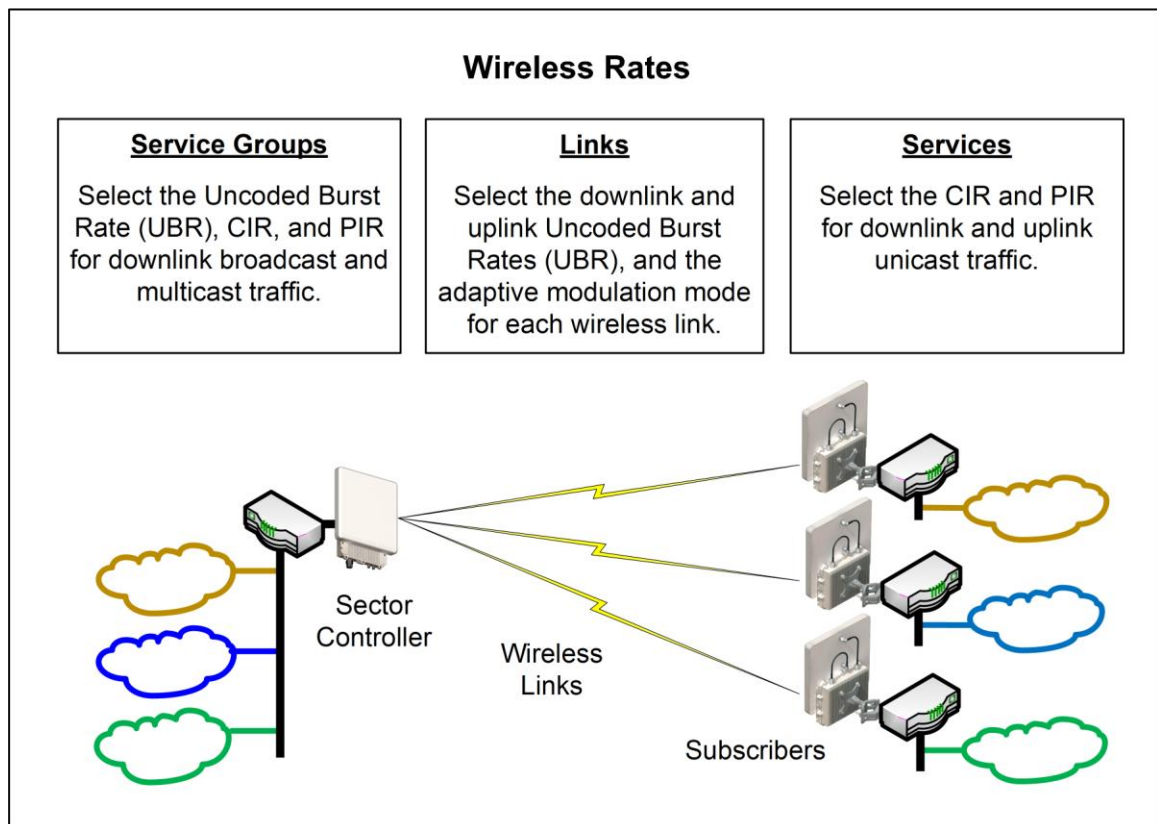 Wireless Rates
Service Groups
Select the Uncoded Burst
Rate (UBR), CIR, and PIR
for downlink broadcast and
multicast traffic.
Links
Select the downlink and
uplink Uncoded Burst
Rates (UBR), and the
adaptive modulation mode
for each wireless link.
Services
Select the CIR and PIR
for downlink and uplink
unicast traffic.
Sector
Controller
Wireless
Links
Subscribers